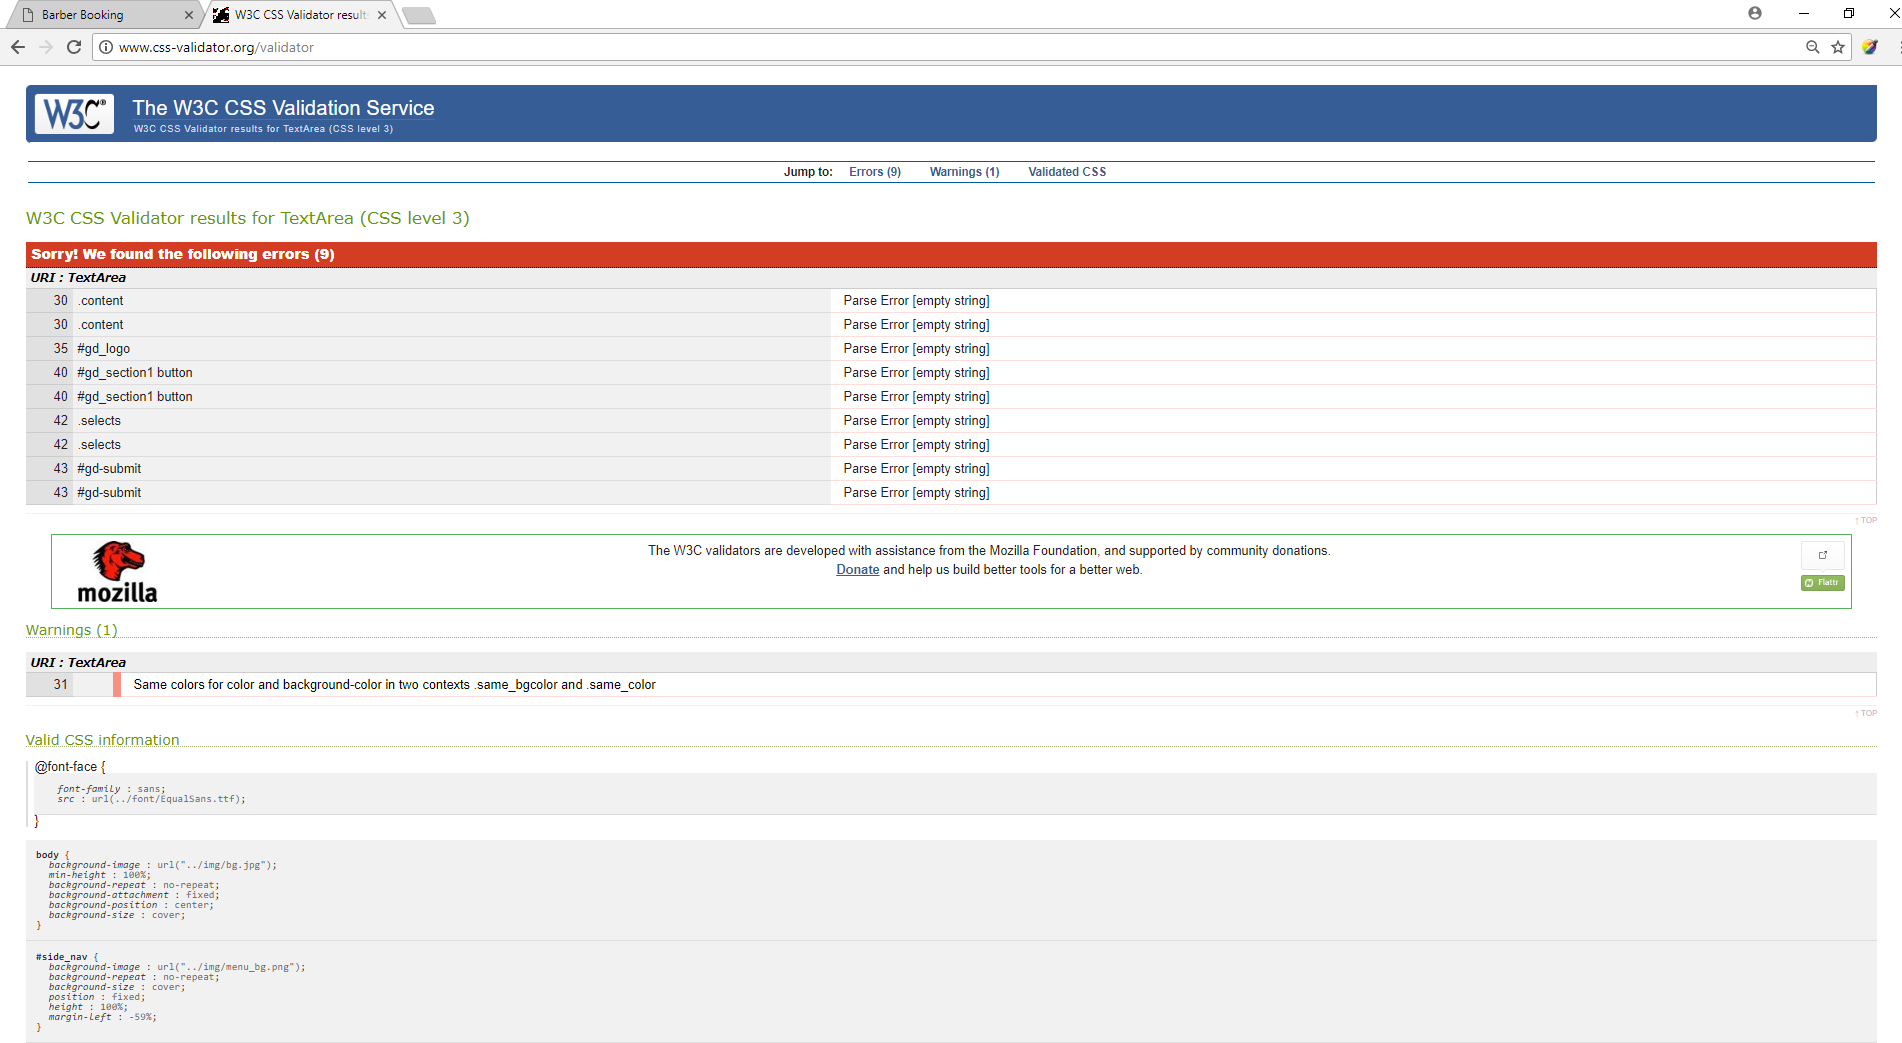 Barber Booking
W3C CSS Validator results
www.css-validator.org/validator
W3C®
The W3C CSS Validation Service
W3C CSS Validator results for TextArea (CSS level 3)
Jump to: Errors (9) Warnings (1) Validated CSS
W3C CSS Validator results for TextArea (CSS level 3)
Sorry! We found the following errors (9)
URI : TextArea
30 .content Parse Error [empty string]
30 .content Parse Error [empty string]
35 #gd_logo Parse Error [empty string]
40 #gd_section1 button Parse Error [empty string]
40 #gd_section1 button Parse Error [empty string]
42 .selects Parse Error [empty string]
42 .selects Parse Error [empty string]
43 #gd-submit Parse Error [empty string]
43 #gd-submit Parse Error [empty string]
↑ TOP
mozilla
The W3C validators are developed with assistance from the Mozilla Foundation, and supported by community donations.
Donate and help us build better tools for a better web.
Flattr
Warnings (1)
URI : TextArea
31 Same colors for color and background-color in two contexts .same_bgcolor and .same_color
↑ TOP
Valid CSS information
@font-face {
font-family : sans;
src : url(../font/EqualSans.ttf);
}
body {
background-image : url("../img/bg.jpg");
min-height : 100%;
background-repeat : no-repeat;
background-attachment : fixed;
background-position : center;
background-size : cover;
}
#side_nav {
background-image : url("../img/menu_bg.png");
background-repeat : no-repeat;
background-size : cover;
position : fixed;
height : 100%;
margin-left : -59%;
}